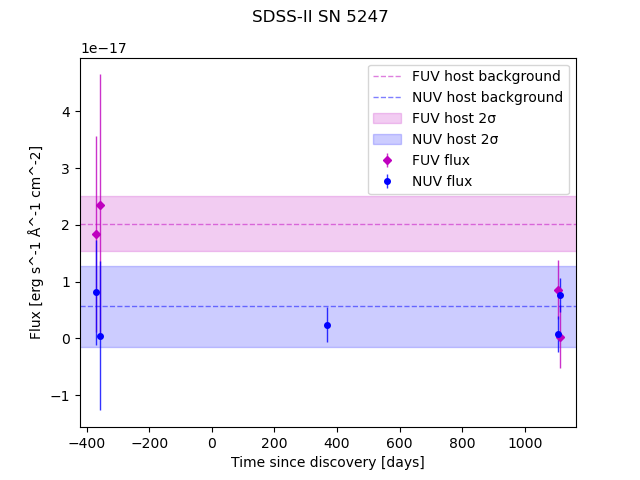 SDSS-II SN 5247
1e−17
FUV host background
NUV host background
FUV host 2σ
NUV host 2σ
FUV flux
NUV flux
4
3
2
1
0
−1
Flux [erg s^-1 Å^-1 cm^-2]
−400 −200 0 200 400 600 800 1000
Time since discovery [days]